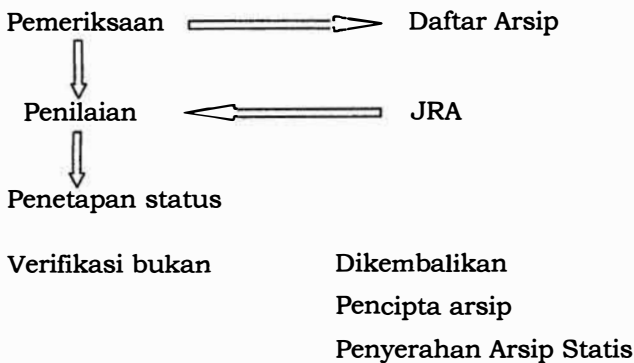 Pemeriksaan Daftar Arsip
Penilaian JRA
Penetapan status
Verifikasi bukan Dikembalikan
Pencipta arsip
Penyerahan Arsip Statis